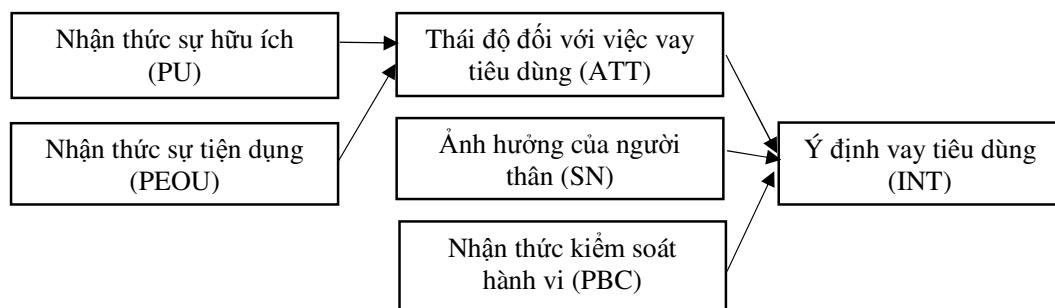 Nhận thức sự hữu ích
(PU)
Thái độ đối với việc vay
tiêu dùng (ATT)
Nhận thức sự tiện dụng
(PEOU)
Ảnh hưởng của người
thân (SN)
Ý định vay tiêu dùng
(INT)
Nhận thức kiểm soát
hành vi (PBC)